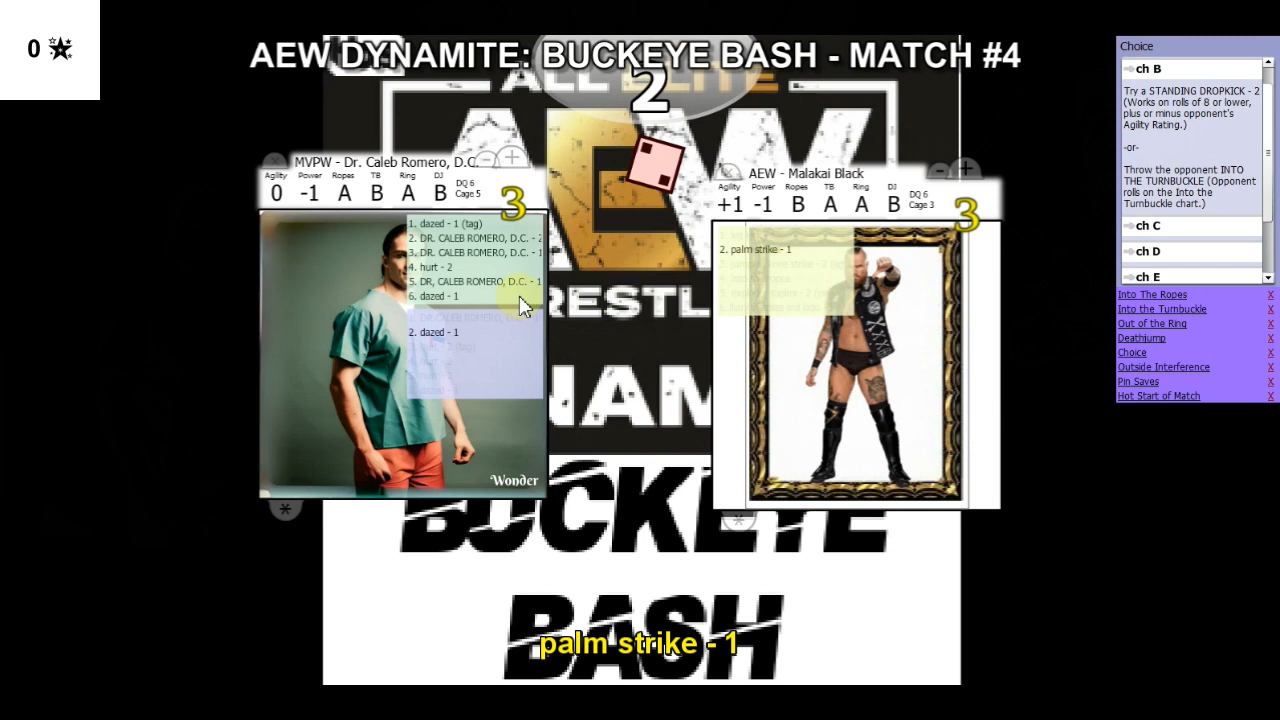 0
AEW DYNAMITE: BUCKEYE BASH - MATCH #4
ALL ELITE
2
MVPW - Dr. Caleb Romero, D.C.
Agility Power Ropes TB Ring DJ
0 -1 A B A B
DQ 6
Cage 5
3
1. dazed - 1 (tag)
2. DR. CALEB ROMERO, D.C. - 2
3. DR. CALEB ROMERO, D.C. - 1
4. hurt - 2
5. DR, CALEB ROMERO, D.C. - 1
6. dazed - 1
2. dazed - 1
Wonder
AEW - Malakai Black
Agility Power Ropes TB Ring DJ
+1 -1 B A A B
DQ 6
Cage 3
3
2. palm strike - 1
BUCKEYE
BASH
palm strike - 1
Choice
ch B
Try a STANDING DROPKICK - 2
(Works on rolls of 8 or lower,
plus or minus opponent's
Agility Rating.)
-or-
Throw the opponent INTO
THE TURNBUCKLE (Opponent
rolls on the Into the
Turnbuckle chart.)
ch C
ch D
ch E
Into The Ropes X
Into the Turnbuckle X
Out of the Ring X
Deathjump X
Choice X
Outside Interference X
Pin Saves X
Hot Start of Match X